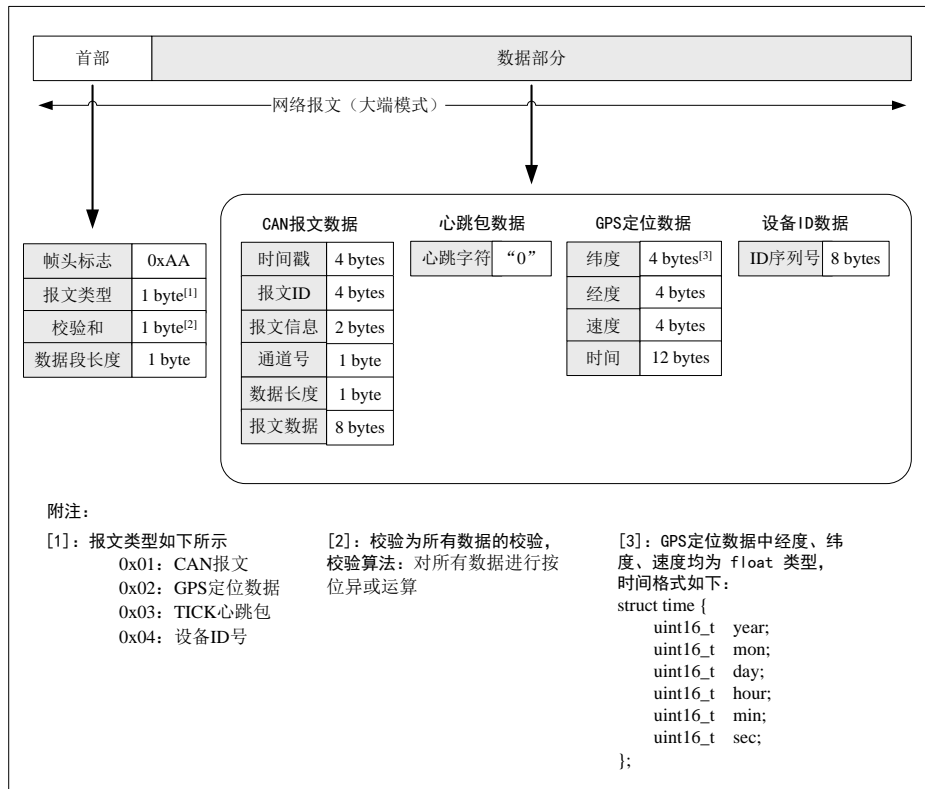 首部
数据部分
网络报文（大端模式）
帧头标志 0xAA
报文类型 1 byte[1]
校验和 1 byte[2]
数据段长度 1 byte
CAN报文数据
时间戳 4 bytes
报文ID 4 bytes
报文信息 2 bytes
通道号 1 byte
数据长度 1 byte
报文数据 8 bytes
心跳包数据
心跳字符 “0”
GPS定位数据
纬度 4 bytes[3]
经度 4 bytes
速度 4 bytes
时间 12 bytes
设备ID数据
ID序列号 8 bytes
附注：
[1]：报文类型如下所示
0x01：CAN报文
0x02：GPS定位数据
0x03：TICK心跳包
0x04：设备ID号
[2]：校验为所有数据的校验，
校验算法：对所有数据进行按
位异或运算
[3]：GPS定位数据中经度、纬
度、速度均为 float 类型，
时间格式如下：
struct time {
uint16_t year;
uint16_t mon;
uint16_t day;
uint16_t hour;
uint16_t min;
uint16_t sec;
};